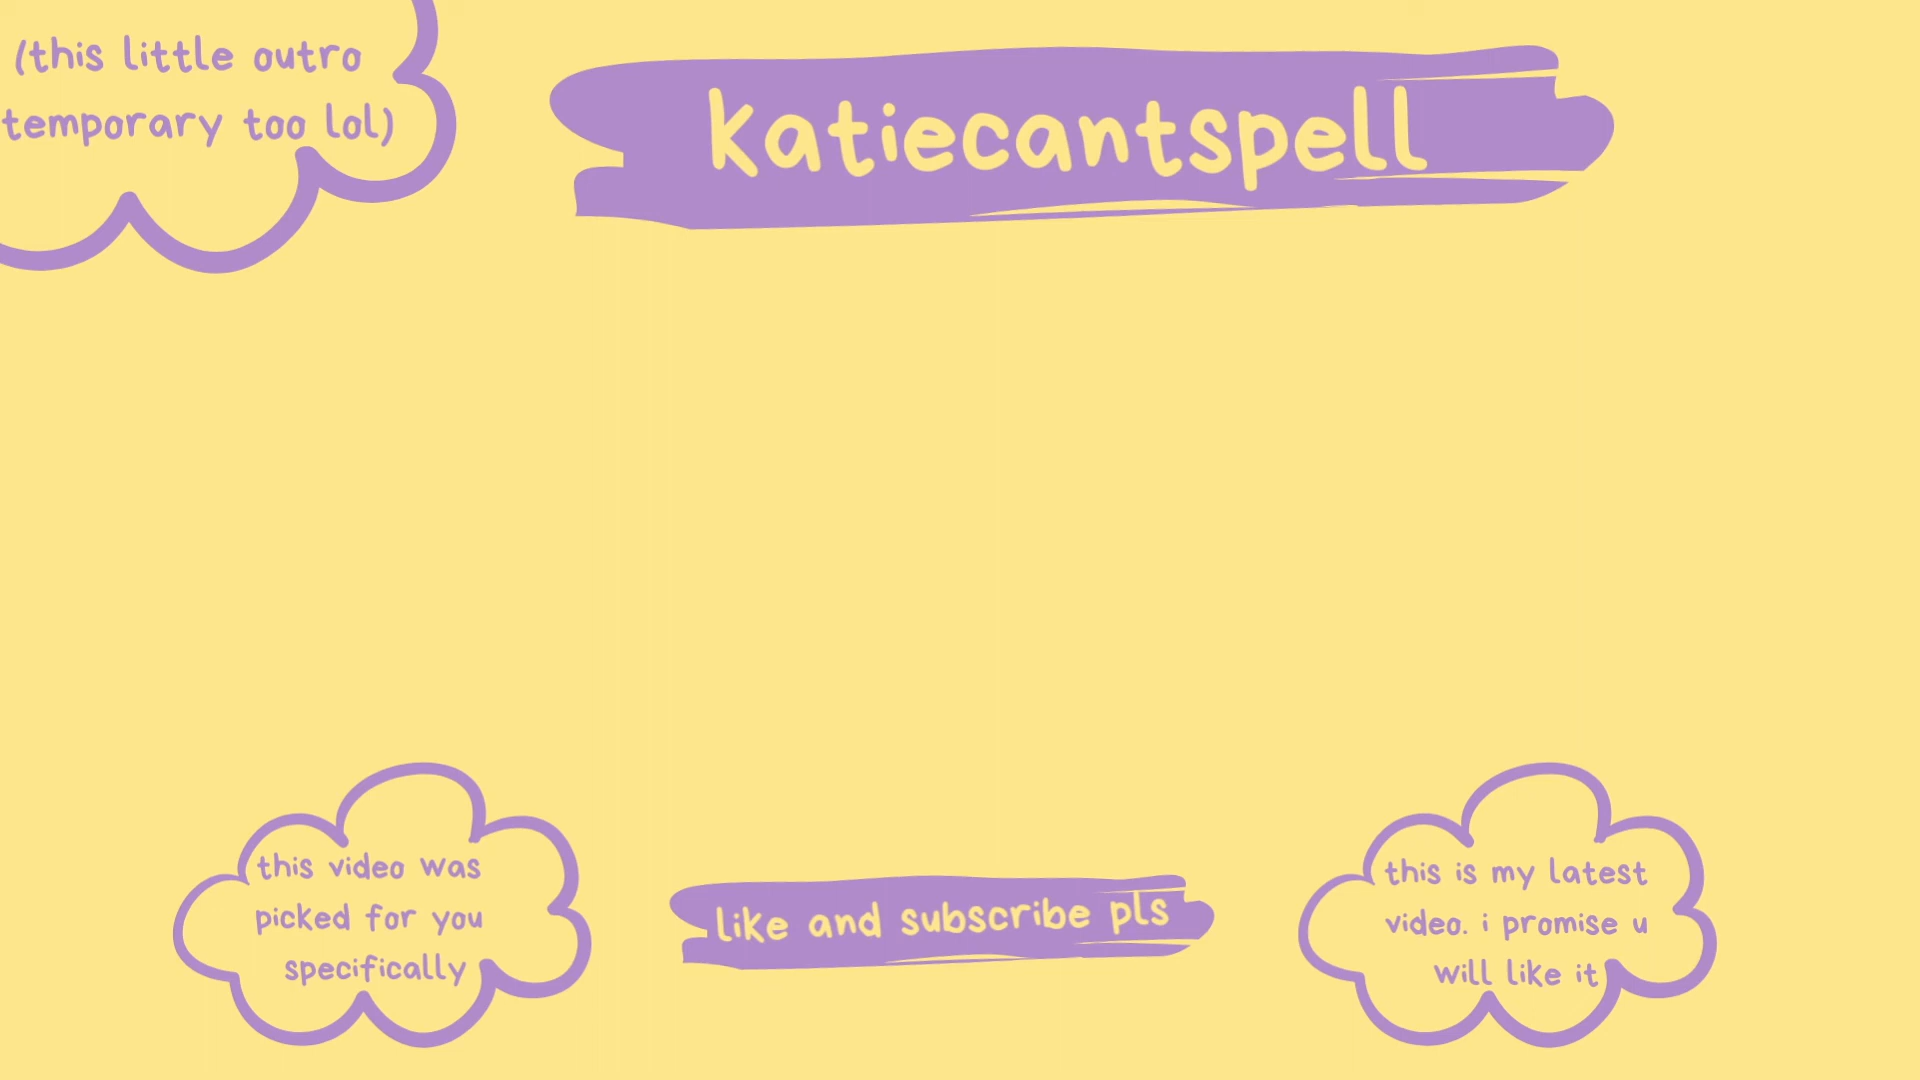 (this little outro
temporary too lol)
katiecantspell
this video was
picked for you
specifically
like and subscribe pls
this is my latest
video. i promise u
will like it